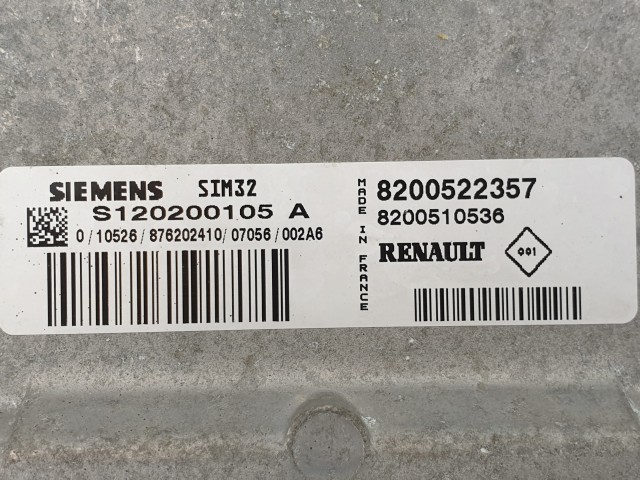 SIEMENS SIM32
S120200105 A
0/10526/876202410/07056/002A6
MADE IN FRANCE
8200522357
8200510536
RENAULT 001